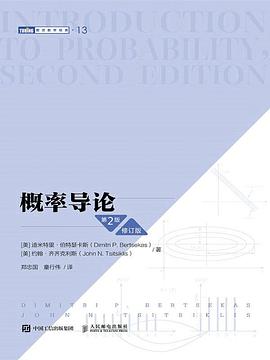 TURING 图灵数学经典 · 13
INTRODUCTION
TO PROBABILITY,
SECOND EDITION
概率导论
第2版
修订版
[美] 迪米特里·伯特瑟卡斯（Dimitri P. Bertsekas）
[美] 约翰·齐齐克利斯（John N. Tsitsiklis）
著
郑忠国 童行伟 / 译
DIMITRI P. BERTSEKAS
JOHN N. TSITSIKLIS
中国工信出版集团
人民邮电出版社